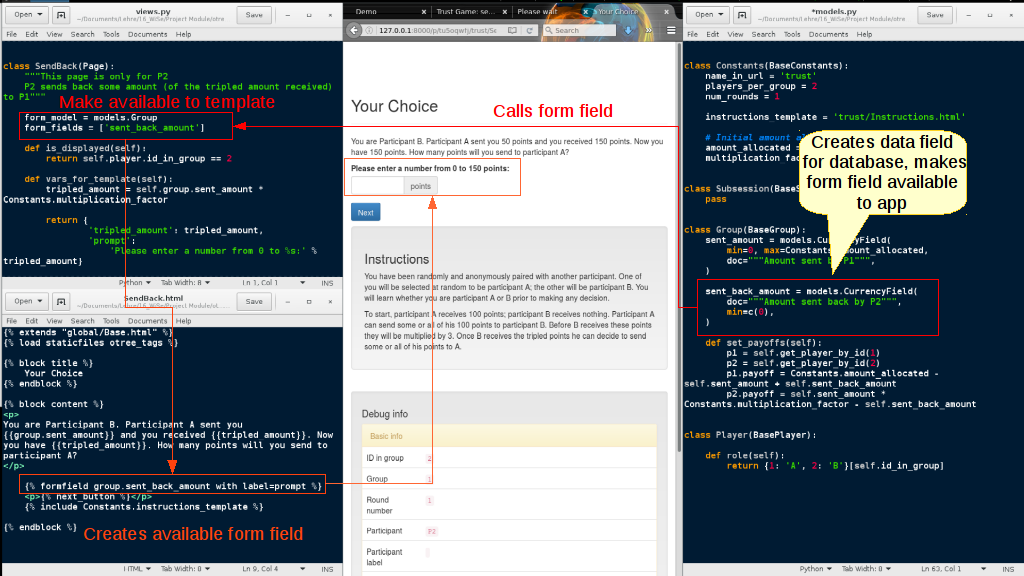 views.py
Open
~/Documents/lehre/16_WiSe/Project Module/otre
Save
File Edit View Search Tools Documents Help
class SendBack(Page):
"""This page is only for P2
P2 sends back some amount (of the tripled amount received)
to P1"""
Make available to template
form_model = models.Group
form_fields = ['sent_back_amount']
def is_displayed(self):
return self.player.id_in_group == 2
def vars_for_template(self):
tripled_amount = self.group.sent_amount *
Constants.multiplication_factor
return {
'tripled_amount': tripled_amount,
'prompt':
'Please enter a number from 0 to %s:' %
tripled_amount}
Python Tab Width: 8 Ln 1, Col 1 INS
SendBack.html
Open
Save
File Edit View Search Tools Documents Help
{% extends "global/Base.html" %}
{% load staticfiles otree_tags %}
{% block title %}
Your Choice
{% endblock %}
{% block content %}
<p>
You are Participant B. Participant A sent you
{{group.sent_amount}} and you received {{tripled_amount}}. Now
you have {{tripled_amount}}. How many points will you send to
participant A?
</p>
{% formfield group.sent_back_amount with label=prompt %}
<p>{% next_button %}</p>
{% include Constants.instructions_template %}
{% endblock %}
Creates available form field
HTML Tab Width: 8 Ln 9, Col 4 INS
Demo Trust Game: se... Please wait Your Choice
127.0.0.1:8000/p/tu5oqwfj/trust/Se
Search
Your Choice
Calls form field
You are Participant B. Participant A sent you 50 points and you received 150 points. Now you
have 150 points. How many points will you send to participant A?
Please enter a number from 0 to 150 points:
points
Next
Instructions
You have been randomly and anonymously paired with another participant. One of
you will be selected at random to be participant A; the other will be participant B. You
will learn whether you are participant A or B prior to making any decision.
To start, participant A receives 100 points; participant B receives nothing. Participant A
can send some or all of his 100 points to participant B. Before B receives these points
they will be multiplied by 3. Once B receives the tripled points he can decide to send
some or all of his points to A.
Debug info
Basic info
ID in group 2
Group 1
Round
number 1
Participant P2
Participant
label
*models.py
Open
~/Documents/lehre/16_WiSe/Project Module/otre
Save
File Edit View Search Tools Documents Help
class Constants(BaseConstants):
name_in_url = 'trust'
players_per_group = 2
num_rounds = 1
instructions_template = 'trust/Instructions.html'
# Initial amount
amount_allocated =
multiplication
Creates data field
for database, makes
form field available
to app
class Subsession(BaseS
pass
class Group(BaseGroup):
sent_amount = models.CurrencyField(
min=0, max=Constants.amount_allocated,
doc="""Amount sent by P1""",
)
sent_back_amount = models.CurrencyField(
doc="""Amount sent back by P2""",
min=c(0),
)
def set_payoffs(self):
p1 = self.get_player_by_id(1)
p2 = self.get_player_by_id(2)
p1.payoff = Constants.amount_allocated -
self.sent_amount + self.sent_back_amount
p2.payoff = self.sent_amount *
Constants.multiplication_factor - self.sent_back_amount
class Player(BasePlayer):
def role(self):
return {1: 'A', 2: 'B'}[self.id_in_group]
Python Tab Width: 8 Ln 63, Col 1 INS